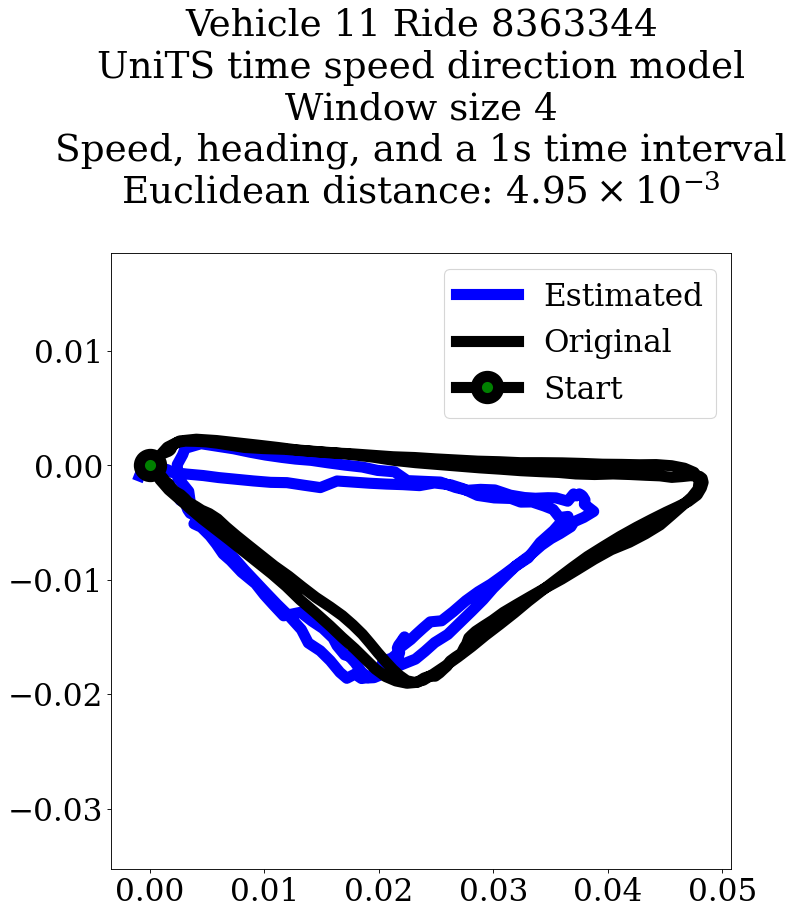 Vehicle 11 Ride 8363344
UniTS time speed direction model
Window size 4
Speed, heading, and a 1s time interval
Euclidean distance: 4.95 × 10⁻³
Estimated
Original
Start
0.01
0.00
−0.01
−0.02
−0.03
0.00 0.01 0.02 0.03 0.04 0.05